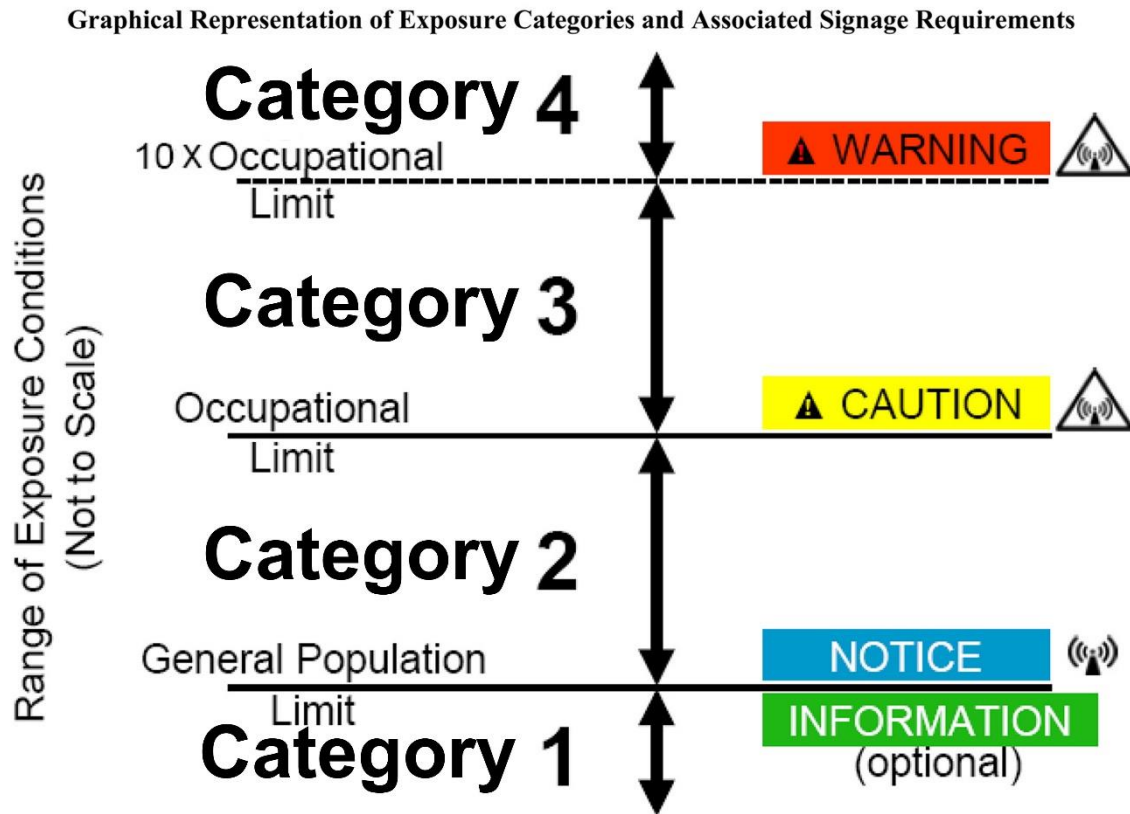 Graphical Representation of Exposure Categories and Associated Signage Requirements
Range of Exposure Conditions
(Not to Scale)
Category 4
10 X Occupational
Limit
WARNING
Category 3
Occupational
Limit
CAUTION
Category 2
General Population
Limit
NOTICE
INFORMATION
(optional)
Category 1